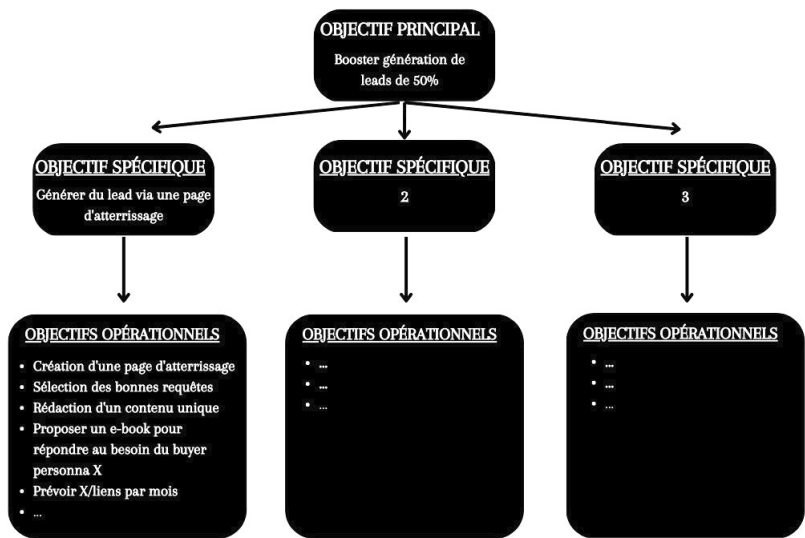 OBJECTIF PRINCIPAL
Booster génération de
leads de 50%
OBJECTIF SPÉCIFIQUE
Générer du lead via une page
d'atterrissage
OBJECTIF SPÉCIFIQUE
2
OBJECTIF SPÉCIFIQUE
3
OBJECTIFS OPÉRATIONNELS
• Création d'une page d'atterrissage
• Sélection des bonnes requêtes
• Rédaction d'un contenu unique
• Proposer un e-book pour
répondre au besoin du buyer
personna X
• Prévoir X/liens par mois
• ...
OBJECTIFS OPÉRATIONNELS
• ...
• ...
• ...
OBJECTIFS OPÉRATIONNELS
• ...
• ...
• ...